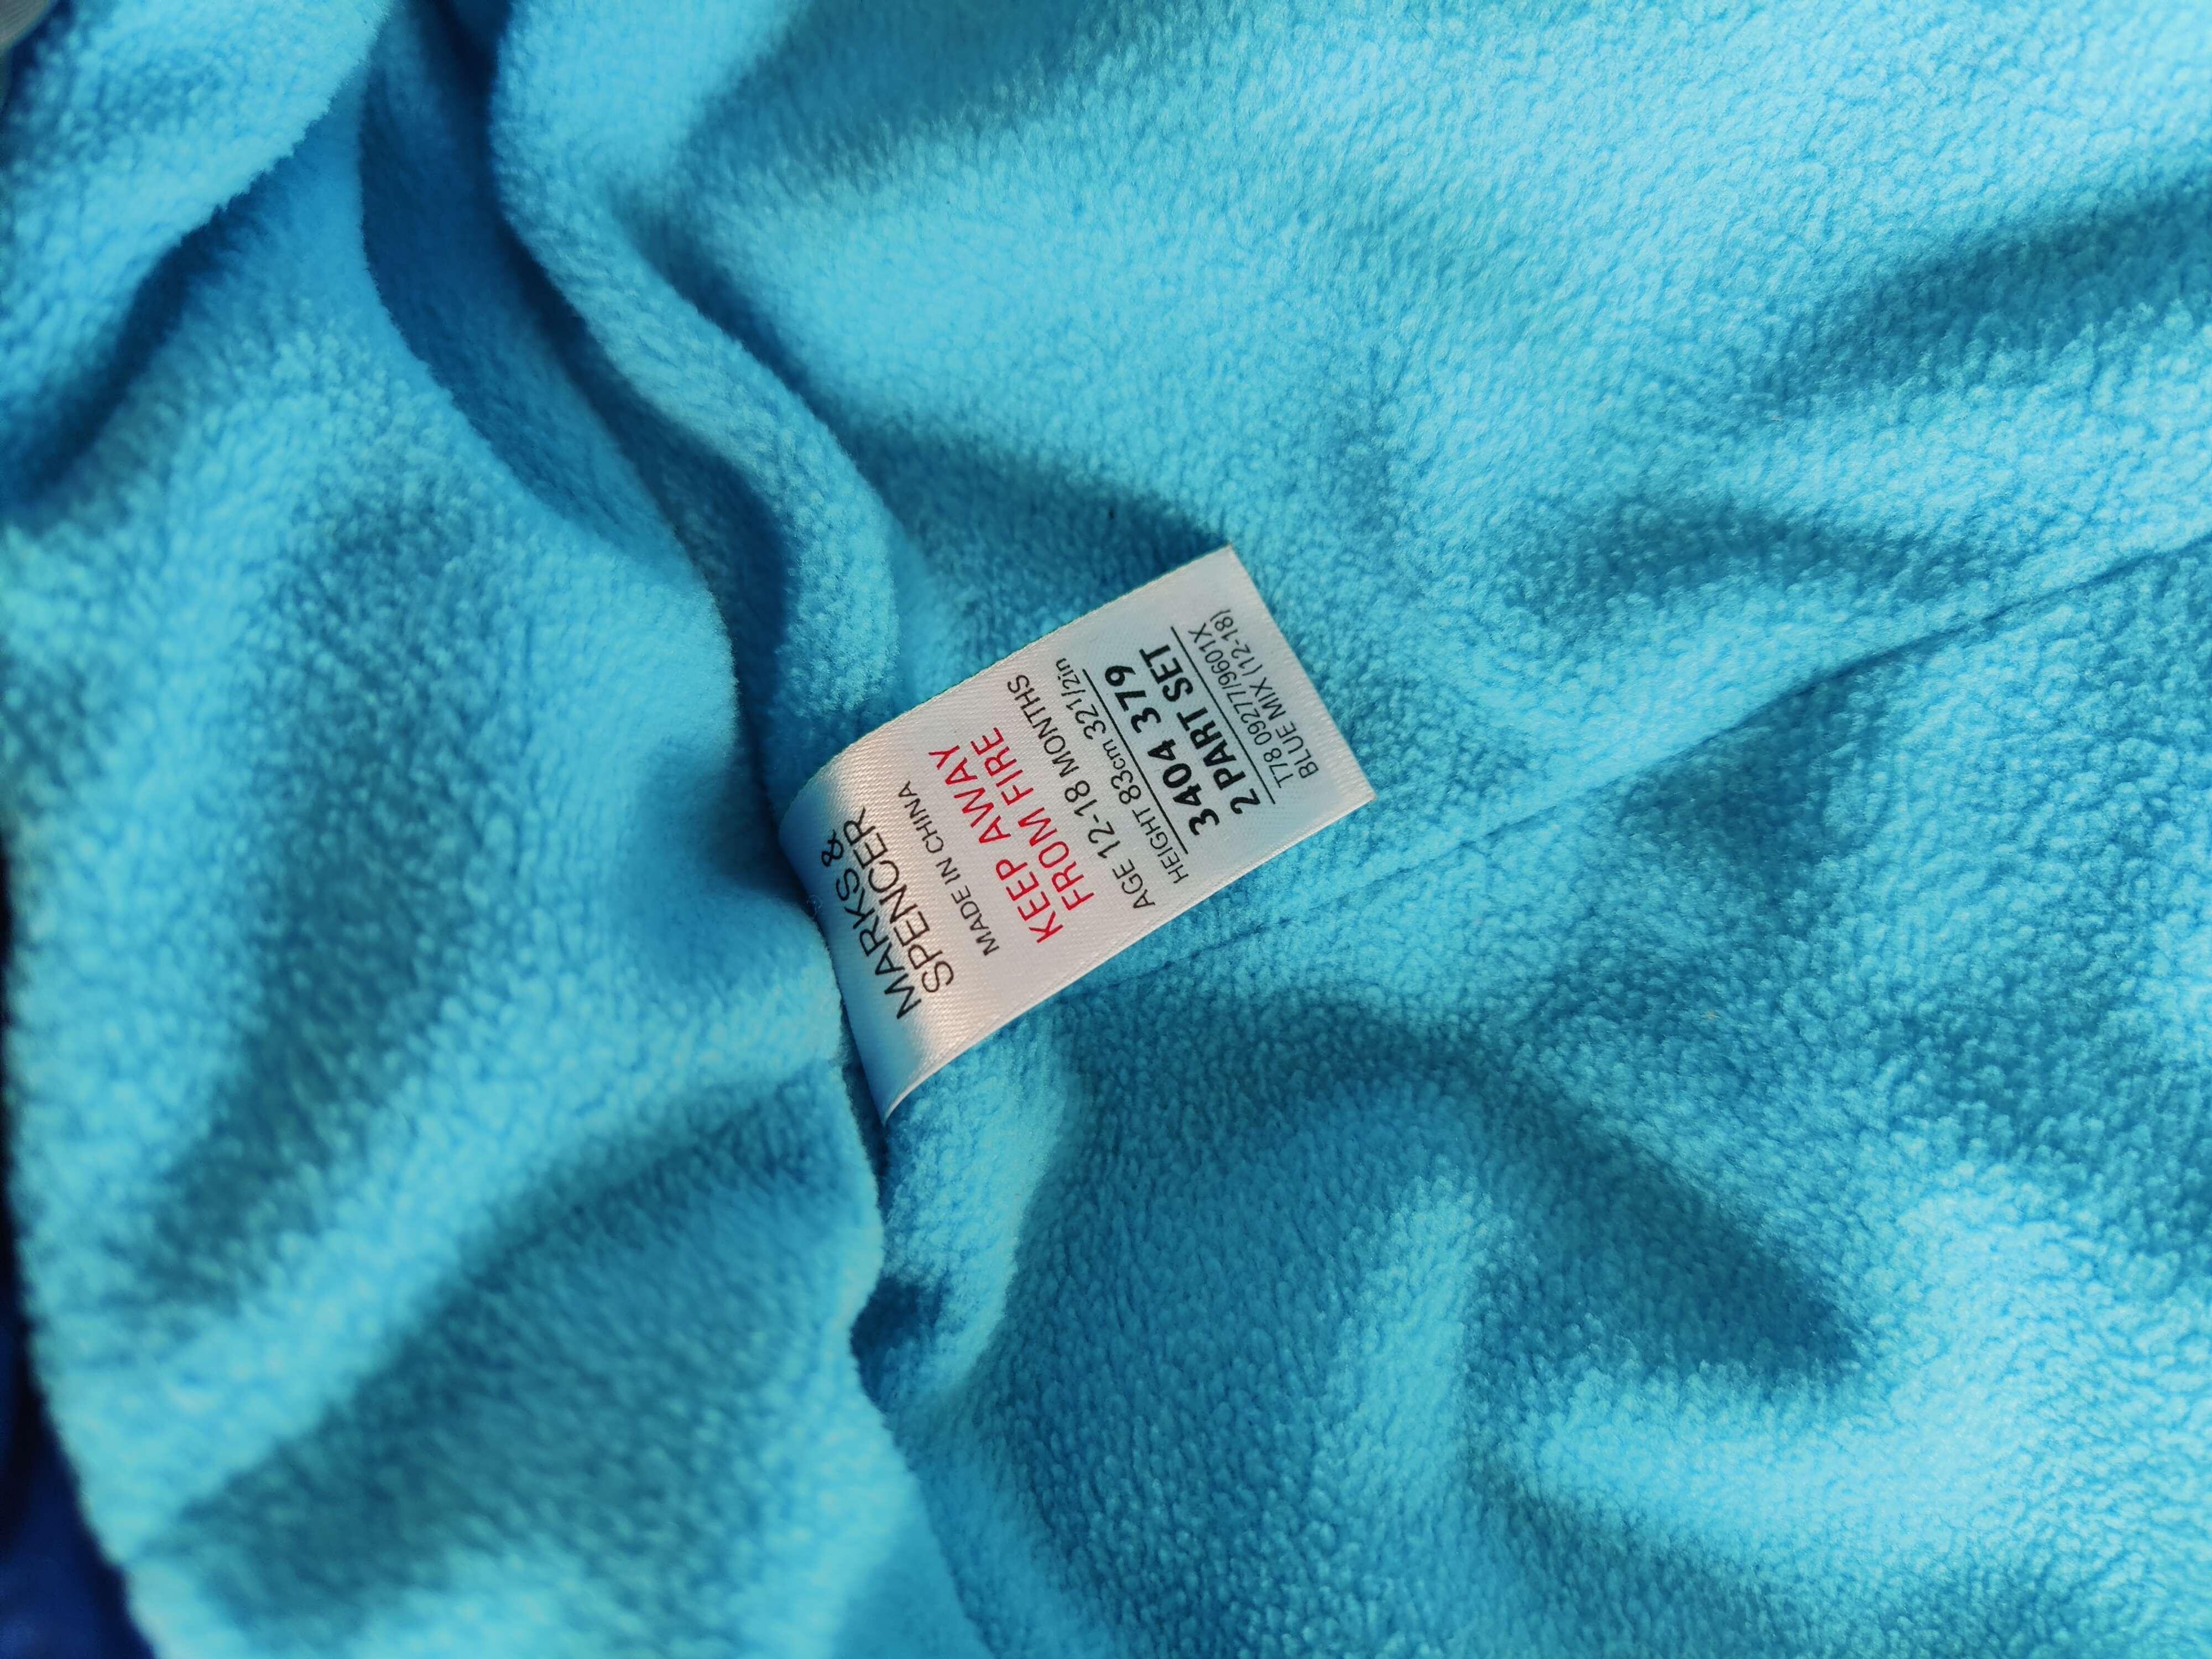 MARKS &
SPENCER
MADE IN CHINA
KEEP AWAY
FROM FIRE
AGE 12-18 MONTHS
HEIGHT 83cm 321/2in
3404 379
2 PART SET
T78 09277/9601X
BLUE MIX (12-18)